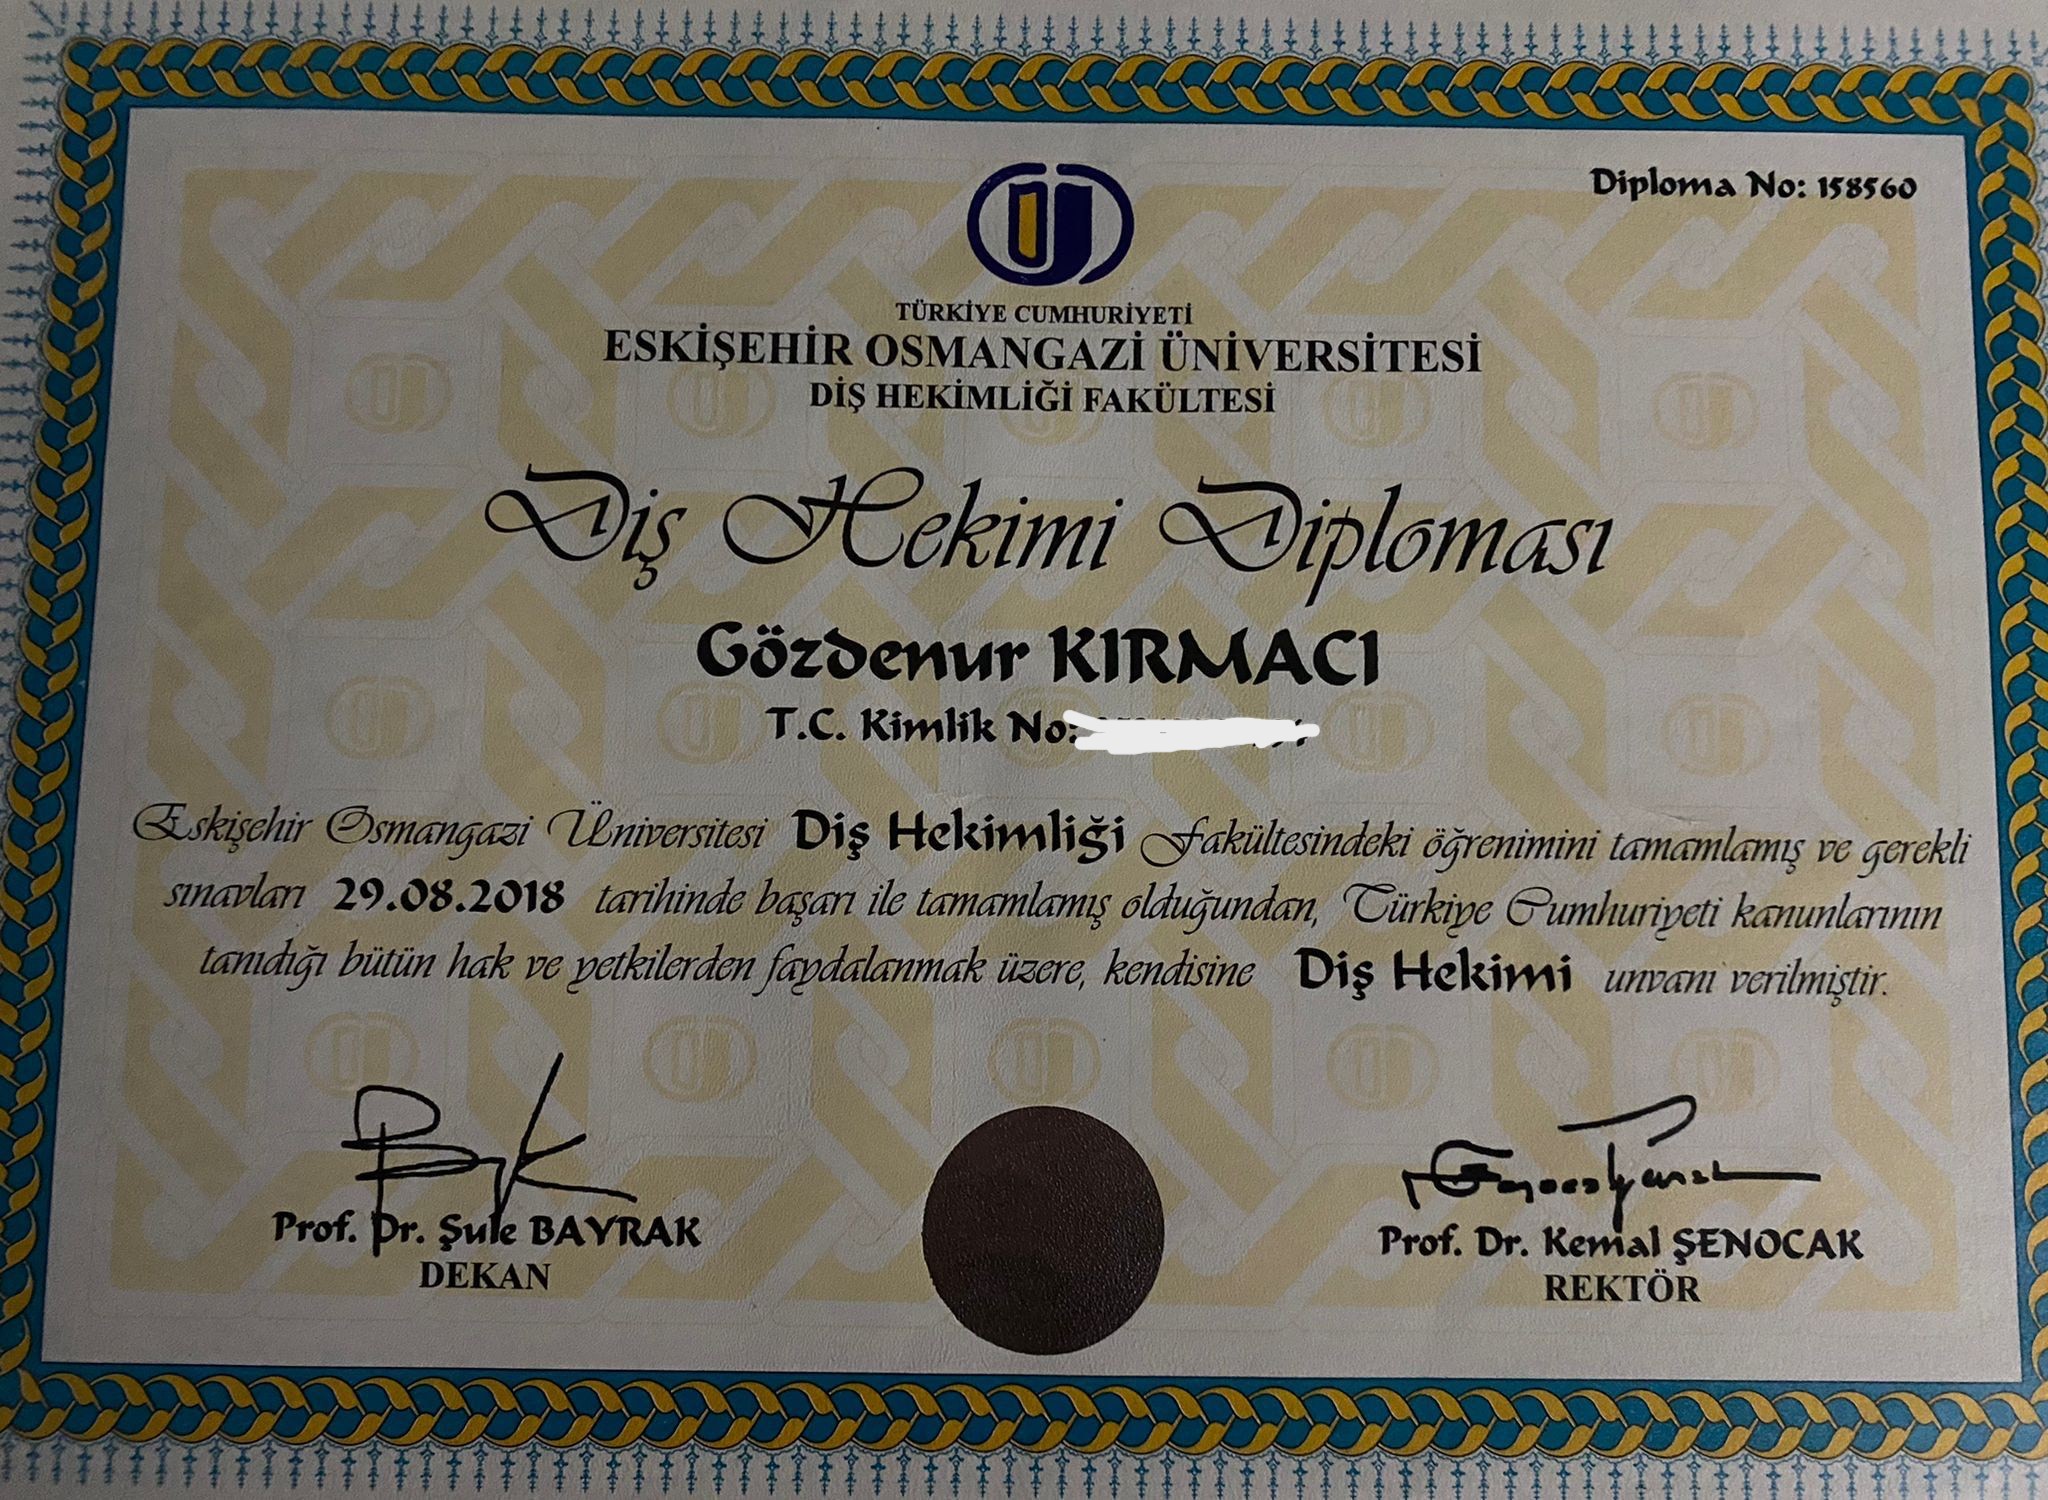 Diploma No: 158560
TÜRKİYE CUMHURİYETİ
ESKİŞEHİR OSMANGAZİ ÜNİVERSİTESİ
DİŞ HEKİMLİĞİ FAKÜLTESİ
Diş Hekimi Diploması
Gözdenur KIRMACI
T.C. Kimlik No:
Eskişehir Osmangazi Üniversitesi Diş Hekimliği Fakültesindeki öğrenimini tamamlamış ve gerekli
sınavları 29.08.2018 tarihinde başarı ile tamamlamış olduğundan, Türkiye Cumhuriyeti kanunlarının
tanıdığı bütün hak ve yetkilerden faydalanmak üzere, kendisine Diş Hekimi unvanı verilmiştir.
Prof. Dr. Şule BAYRAK
DEKAN
Prof. Dr. Kemal ŞENOCAK
REKTÖR